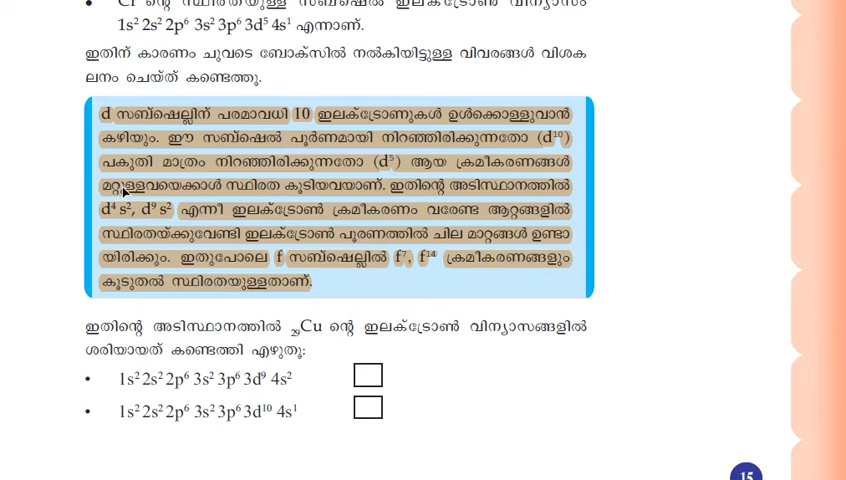 • Cr ന്റെ സ്ഥിരതയുള്ള സബ്ഷെൽ ഇലക്ട്രോൺ വിന്യാസം
1s² 2s² 2p⁶ 3s² 3p⁶ 3d⁵ 4s¹ എന്നാണ്.
ഇതിന് കാരണം ചുവടെ ബോക്സിൽ നൽകിയിട്ടുള്ള വിവരങ്ങൾ വിശക
ലനം ചെയ്ത് കണ്ടെത്തൂ.
d സബ്ഷെല്ലിന് പരമാവധി 10 ഇലക്ട്രോണുകൾ ഉൾക്കൊള്ളുവാൻ
കഴിയും. ഈ സബ്ഷെൽ പൂർണമായി നിറഞ്ഞിരിക്കുന്നതോ (d¹⁰)
പകുതി മാത്രം നിറഞ്ഞിരിക്കുന്നതോ (d⁵) ആയ ക്രമീകരണങ്ങൾ
മറ്റുള്ളവയെക്കാൾ സ്ഥിരത കൂടിയവയാണ്. ഇതിന്റെ അടിസ്ഥാനത്തിൽ
d⁴ s², d⁹ s² എന്നീ ഇലക്ട്രോൺ ക്രമീകരണം വരേണ്ട ആറ്റങ്ങളിൽ
സ്ഥിരതയ്ക്കുവേണ്ടി ഇലക്ട്രോൺ പൂരണത്തിൽ ചില മാറ്റങ്ങൾ ഉണ്ടാ
യിരിക്കും. ഇതുപോലെ f സബ്ഷെല്ലിൽ f⁷, f¹⁴ ക്രമീകരണങ്ങളും
കൂടുതൽ സ്ഥിരതയുള്ളതാണ്.
ഇതിന്റെ അടിസ്ഥാനത്തിൽ ₂₉Cu ന്റെ ഇലക്ട്രോൺ വിന്യാസങ്ങളിൽ
ശരിയായത് കണ്ടെത്തി എഴുതൂ:
• 1s² 2s² 2p⁶ 3s² 3p⁶ 3d⁹ 4s²
• 1s² 2s² 2p⁶ 3s² 3p⁶ 3d¹⁰ 4s¹
15